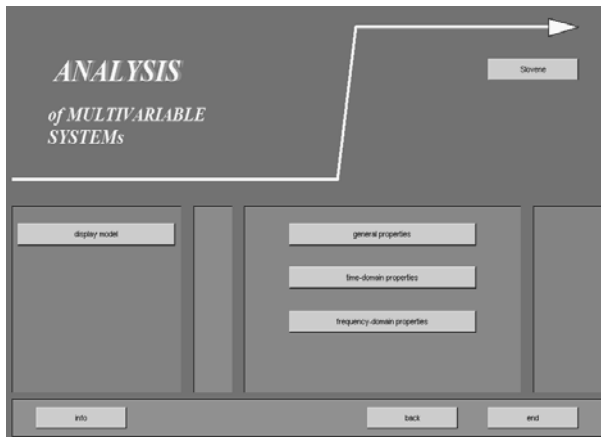 ANALYSIS
of MULTIVARIABLE
SYSTEMs
Slovene
display model
general properties
time-domain properties
frequency-domain properties
info
back
end